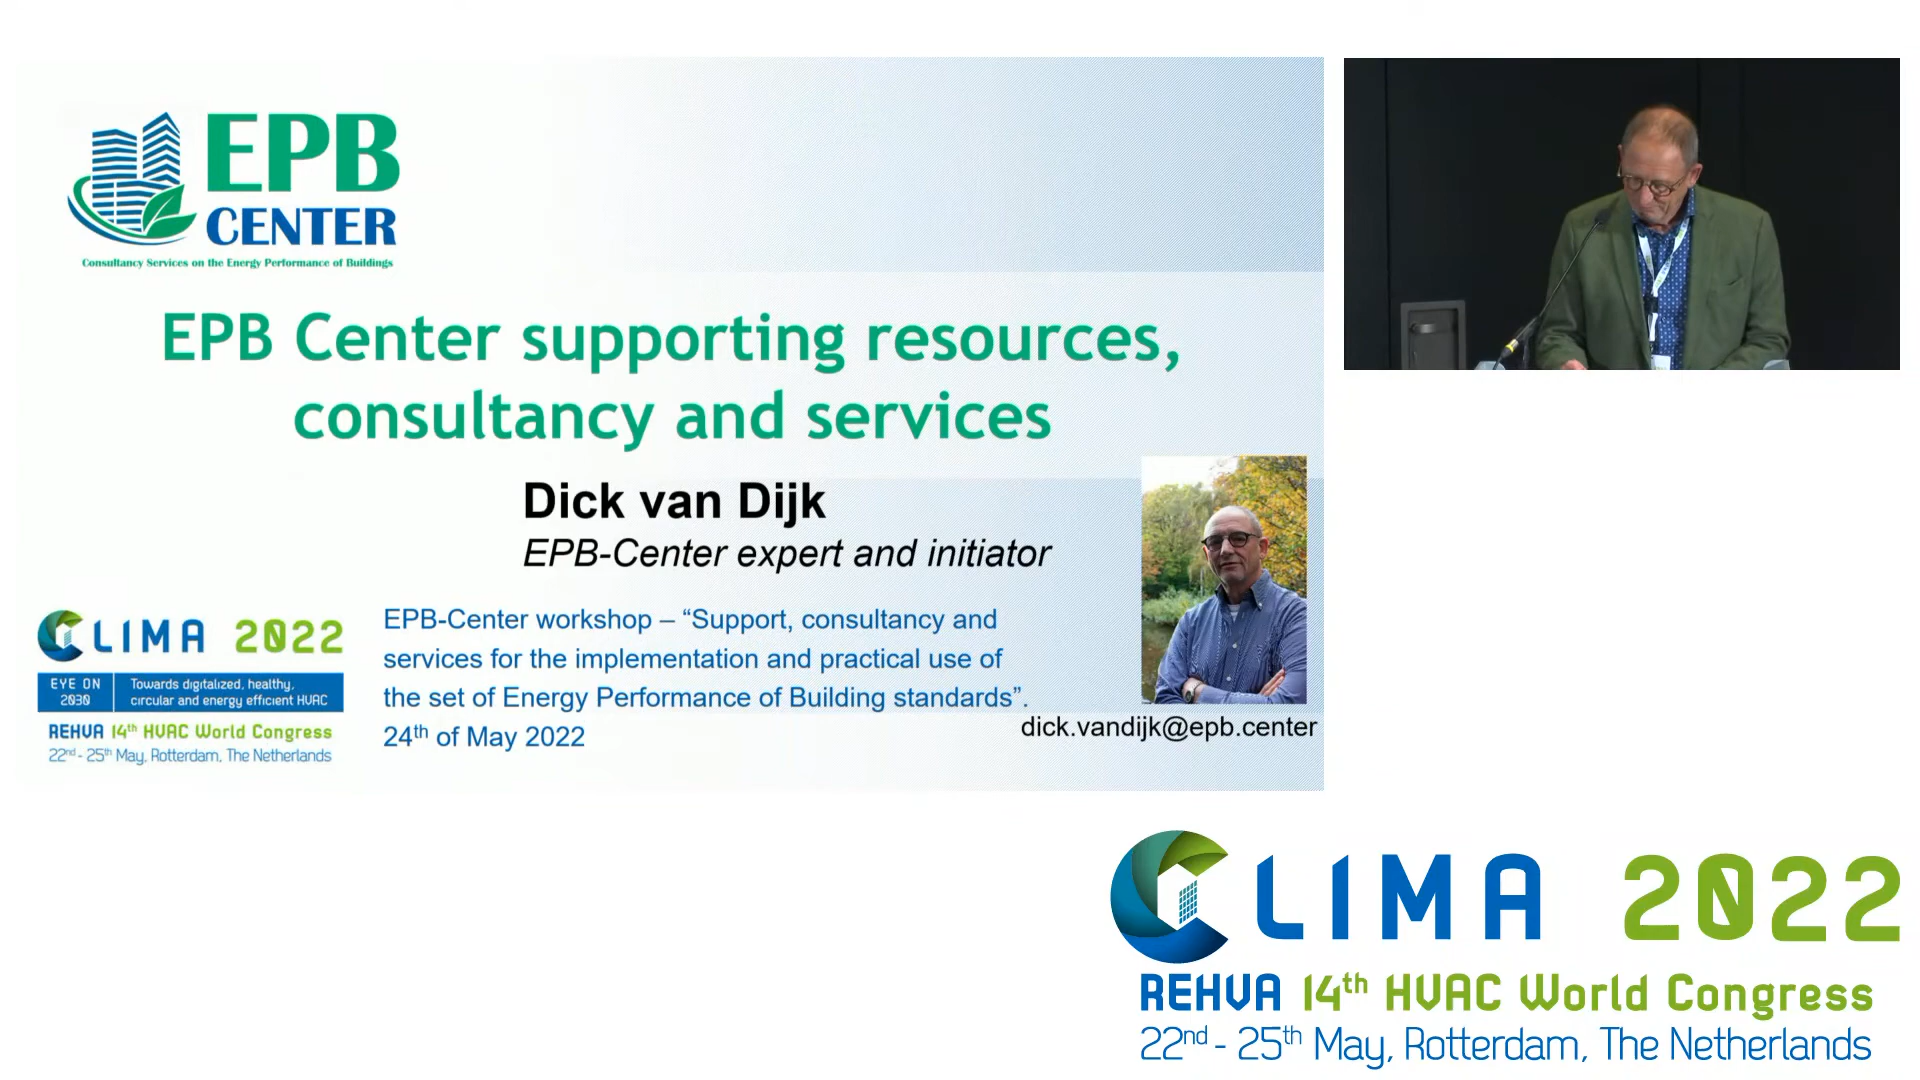 EPB
CENTER
Consultancy Services on the Energy Performance of Buildings
EPB Center supporting resources,
consultancy and services
Dick van Dijk
EPB-Center expert and initiator
EPB-Center workshop – “Support, consultancy and
services for the implementation and practical use of
the set of Energy Performance of Building standards”.
24th of May 2022
dick.vandijk@epb.center
CLIMA 2022
EYE ON
2030
Towards digitalized, healthy,
circular and energy efficient HVAC
REHVA 14th HVAC World Congress
22nd - 25th May, Rotterdam, The Netherlands
CLIMA 2022
REHVA 14th HVAC World Congress
22nd - 25th May, Rotterdam, The Netherlands